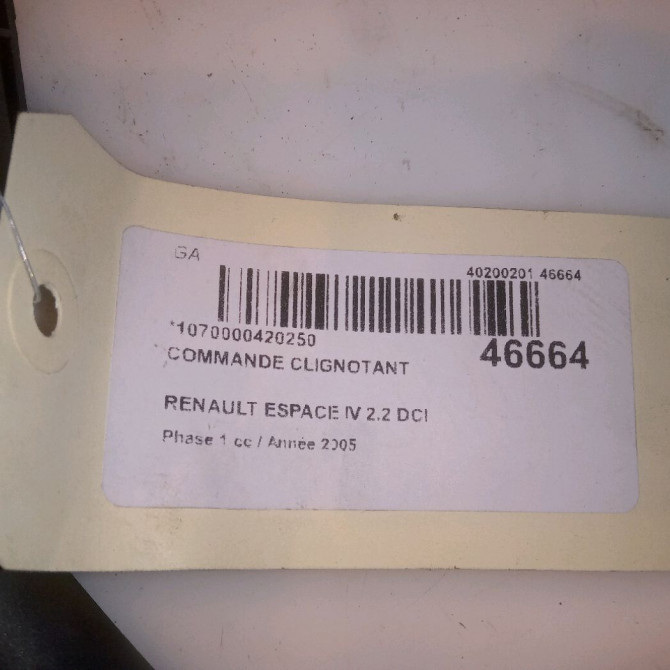 GA
40200201 46664
*1070000420250
46664
COMMANDE CLIGNOTANT
RENAULT ESPACE IV 2.2 DCI
Phase 1 cc / Année 2005